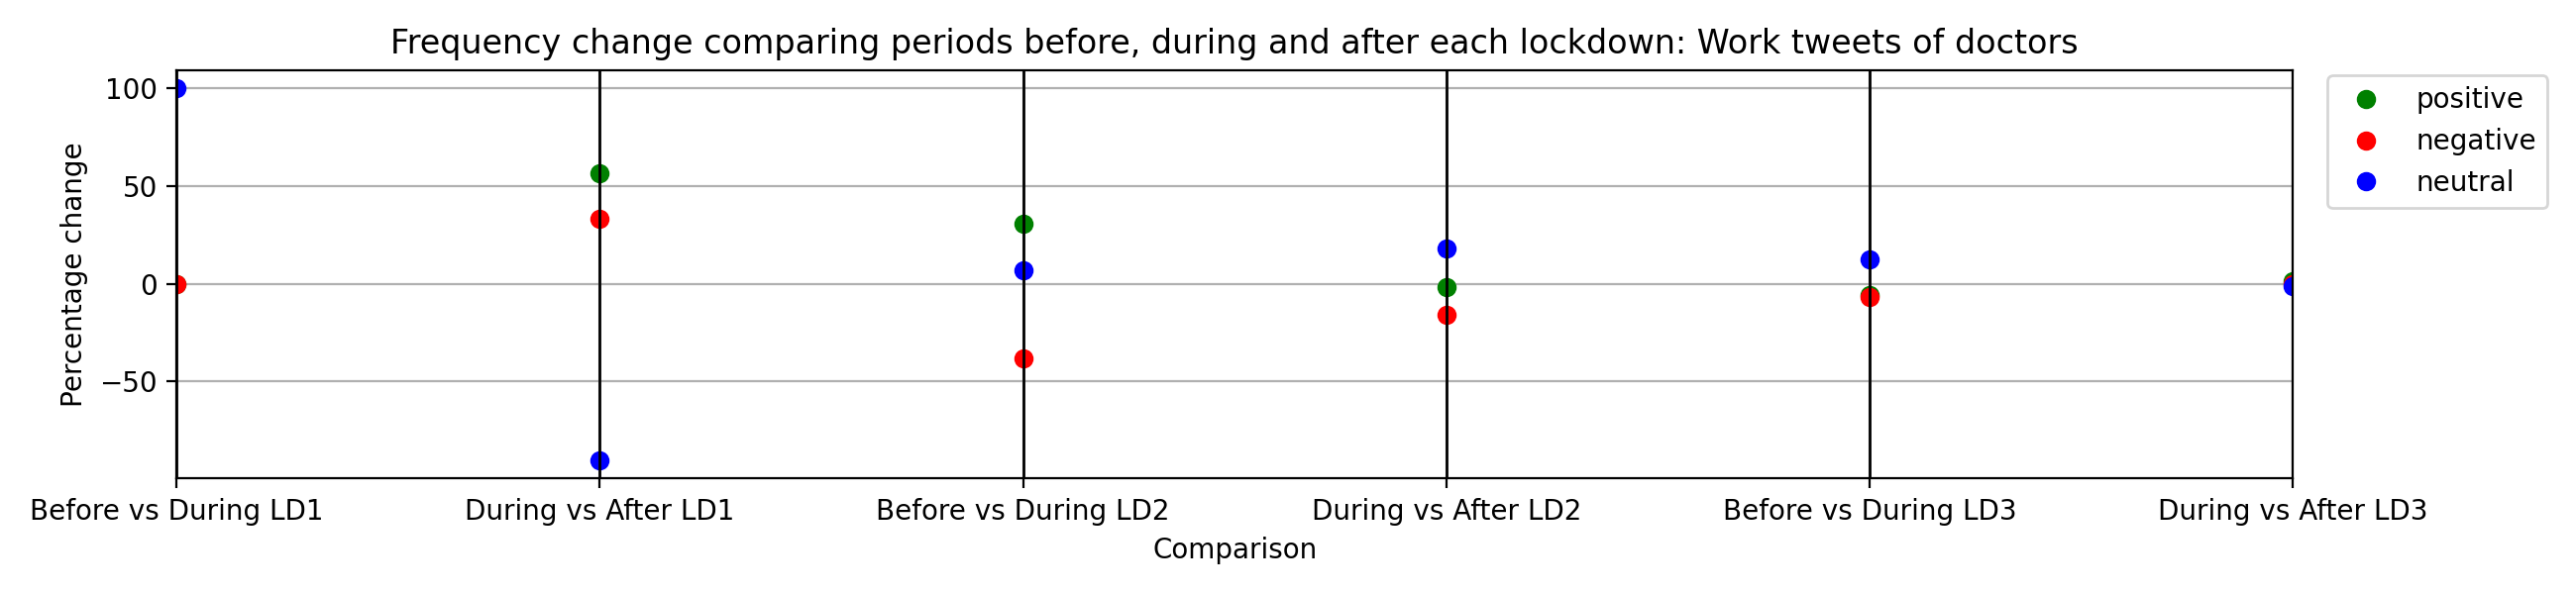 Frequency change comparing periods before, during and after each lockdown: Work tweets of doctors
Percentage change
100
50
0
−50
positive
negative
neutral
Before vs During LD1
During vs After LD1
Before vs During LD2
During vs After LD2
Before vs During LD3
During vs After LD3
Comparison